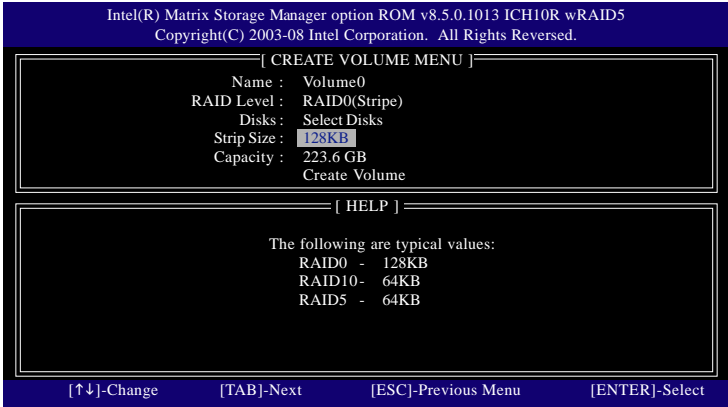 Intel(R) Matrix Storage Manager option ROM v8.5.0.1013 ICH10R wRAID5
Copyright(C) 2003-08 Intel Corporation.  All Rights Reversed.
[ CREATE VOLUME MENU ]
Name :  Volume0
RAID Level :  RAID0(Stripe)
Disks :  Select Disks
Strip Size :  128KB
Capacity :  223.6 GB
Create Volume
[ HELP ]
The following are typical values:
RAID0  -  128KB
RAID10-  64KB
RAID5  -  64KB
[↑↓]-Change  [TAB]-Next  [ESC]-Previous Menu  [ENTER]-Select